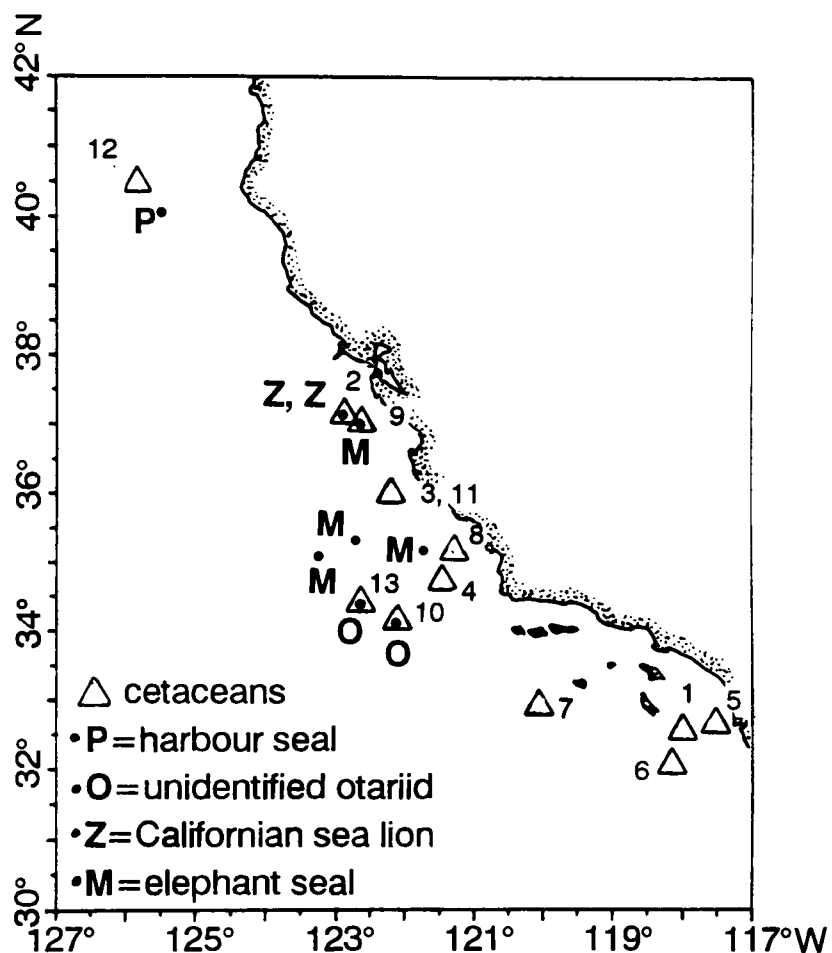 42° N
12
40°
P
38°
2
Z, Z
9
M
36°
3, 11
M
8
M
M
4
13
10
34°
O
O
△ cetaceans
1
5
7
• P = harbour seal
6
32°
• O = unidentified otariid
• Z = Californian sea lion
• M = elephant seal
30°
127° 125° 123° 121° 119° 117° W